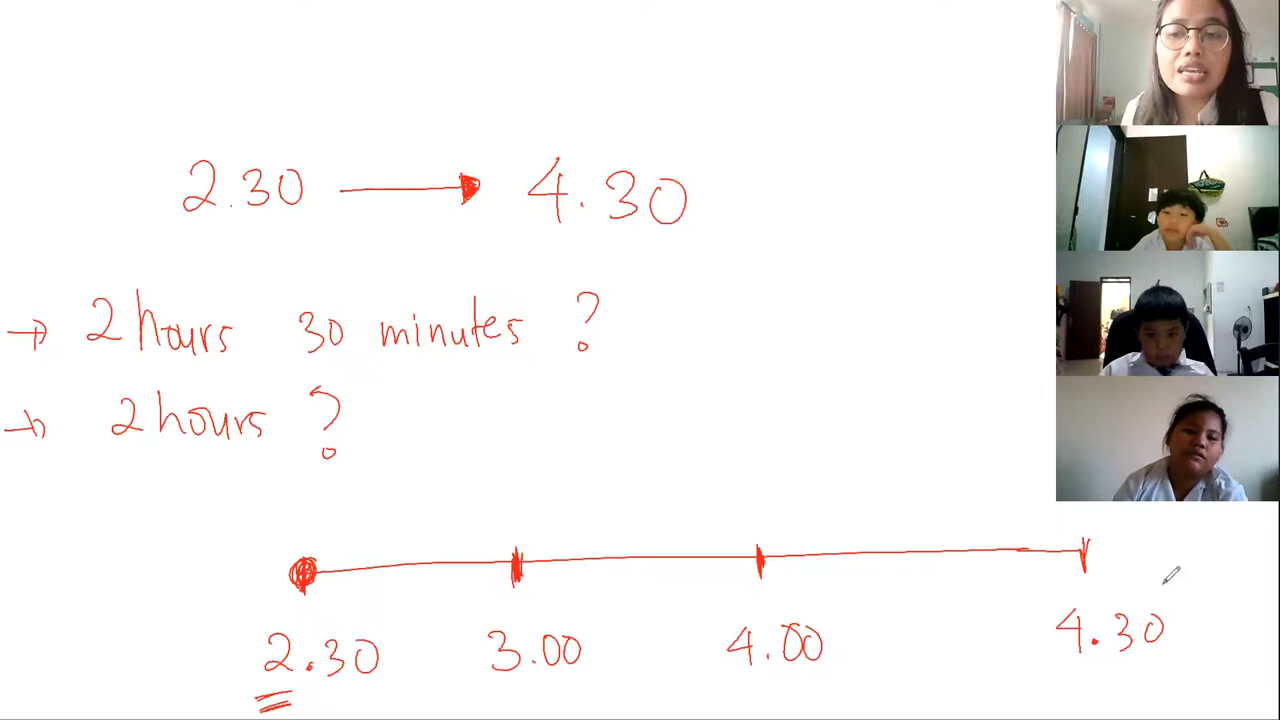 2.30 → 4.30
→ 2 hours 30 minutes ?
→ 2 hours ?
2.30 3.00 4.00 4.30